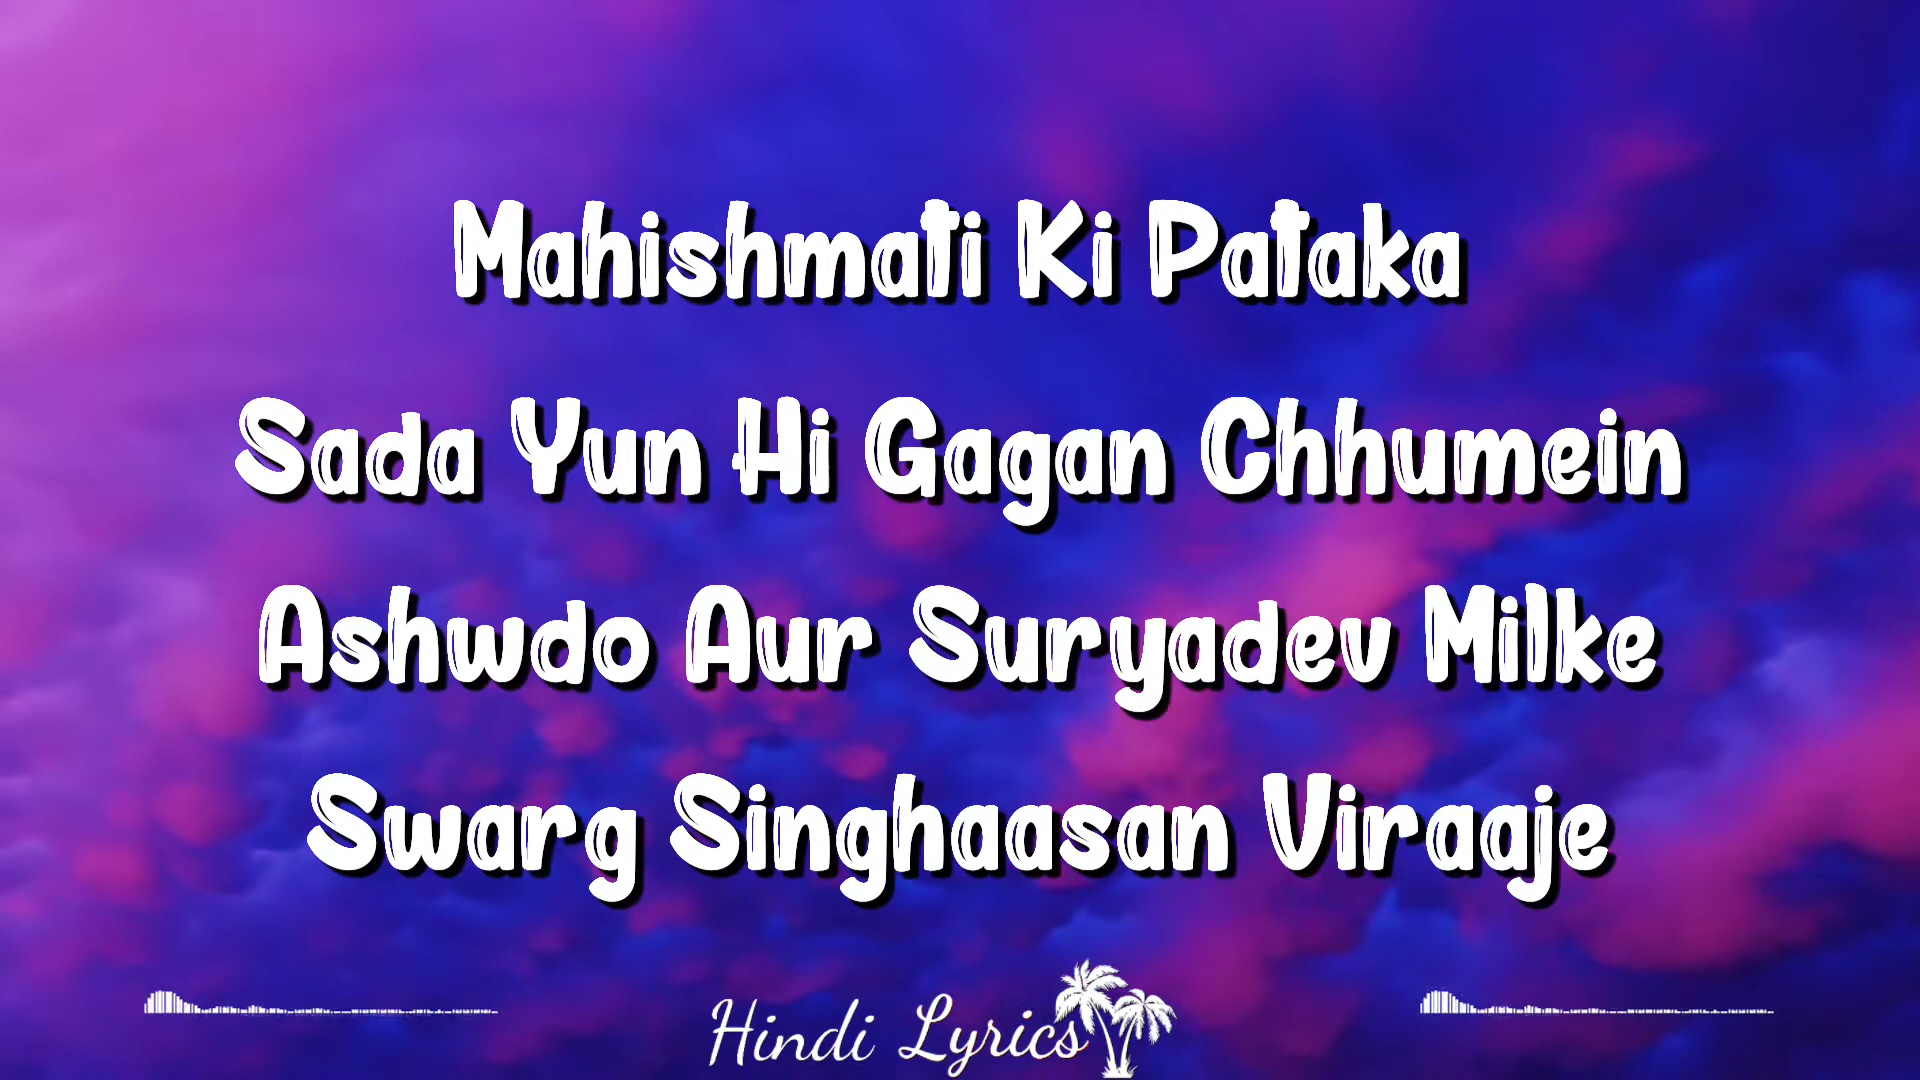 Mahishmati Ki Pataka
Sada Yun Hi Gagan Chhumein
Ashwdo Aur Suryadev Milke
Swarg Singhaasan Viraaje
Hindi Lyrics